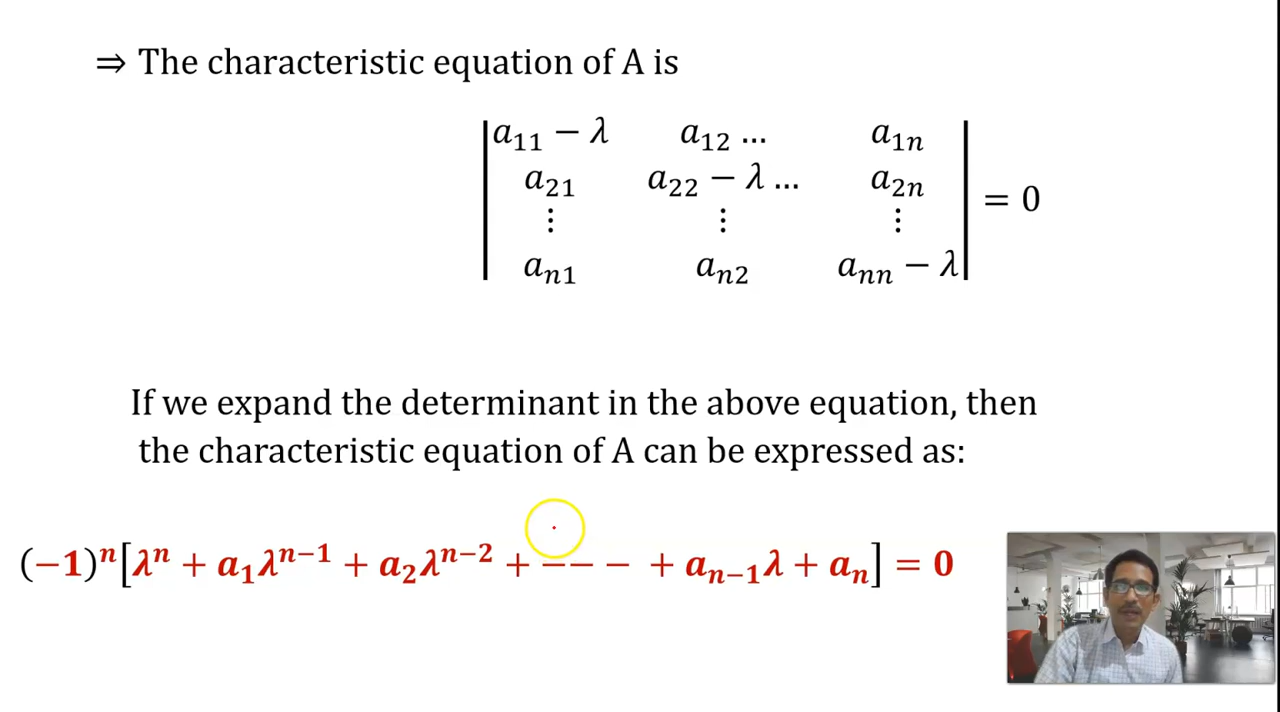 ⇒ The characteristic equation of A is
| a₁₁ − λ   a₁₂ …   a₁ₙ |
| a₂₁   a₂₂ − λ …   a₂ₙ |
| ⋮   ⋮   ⋮ | = 0
| aₙ₁   aₙ₂   aₙₙ − λ |
If we expand the determinant in the above equation, then
the characteristic equation of A can be expressed as:
(−1)ⁿ[λⁿ + a₁λⁿ⁻¹ + a₂λⁿ⁻² + − − − + aₙ₋₁λ + aₙ] = 0